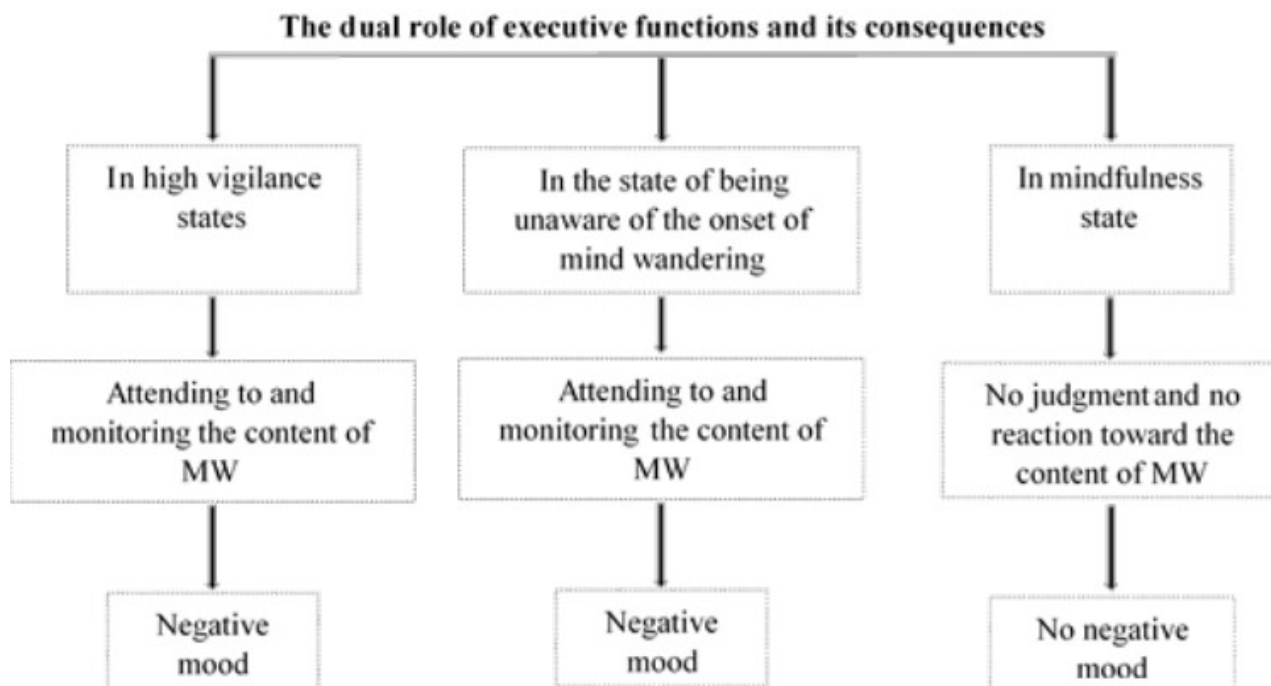 The dual role of executive functions and its consequences
In high vigilance
states
In the state of being
unaware of the onset of
mind wandering
In mindfulness
state
Attending to and
monitoring the content of
MW
Attending to and
monitoring the content of
MW
No judgment and no
reaction toward the
content of MW
Negative
mood
Negative
mood
No negative
mood